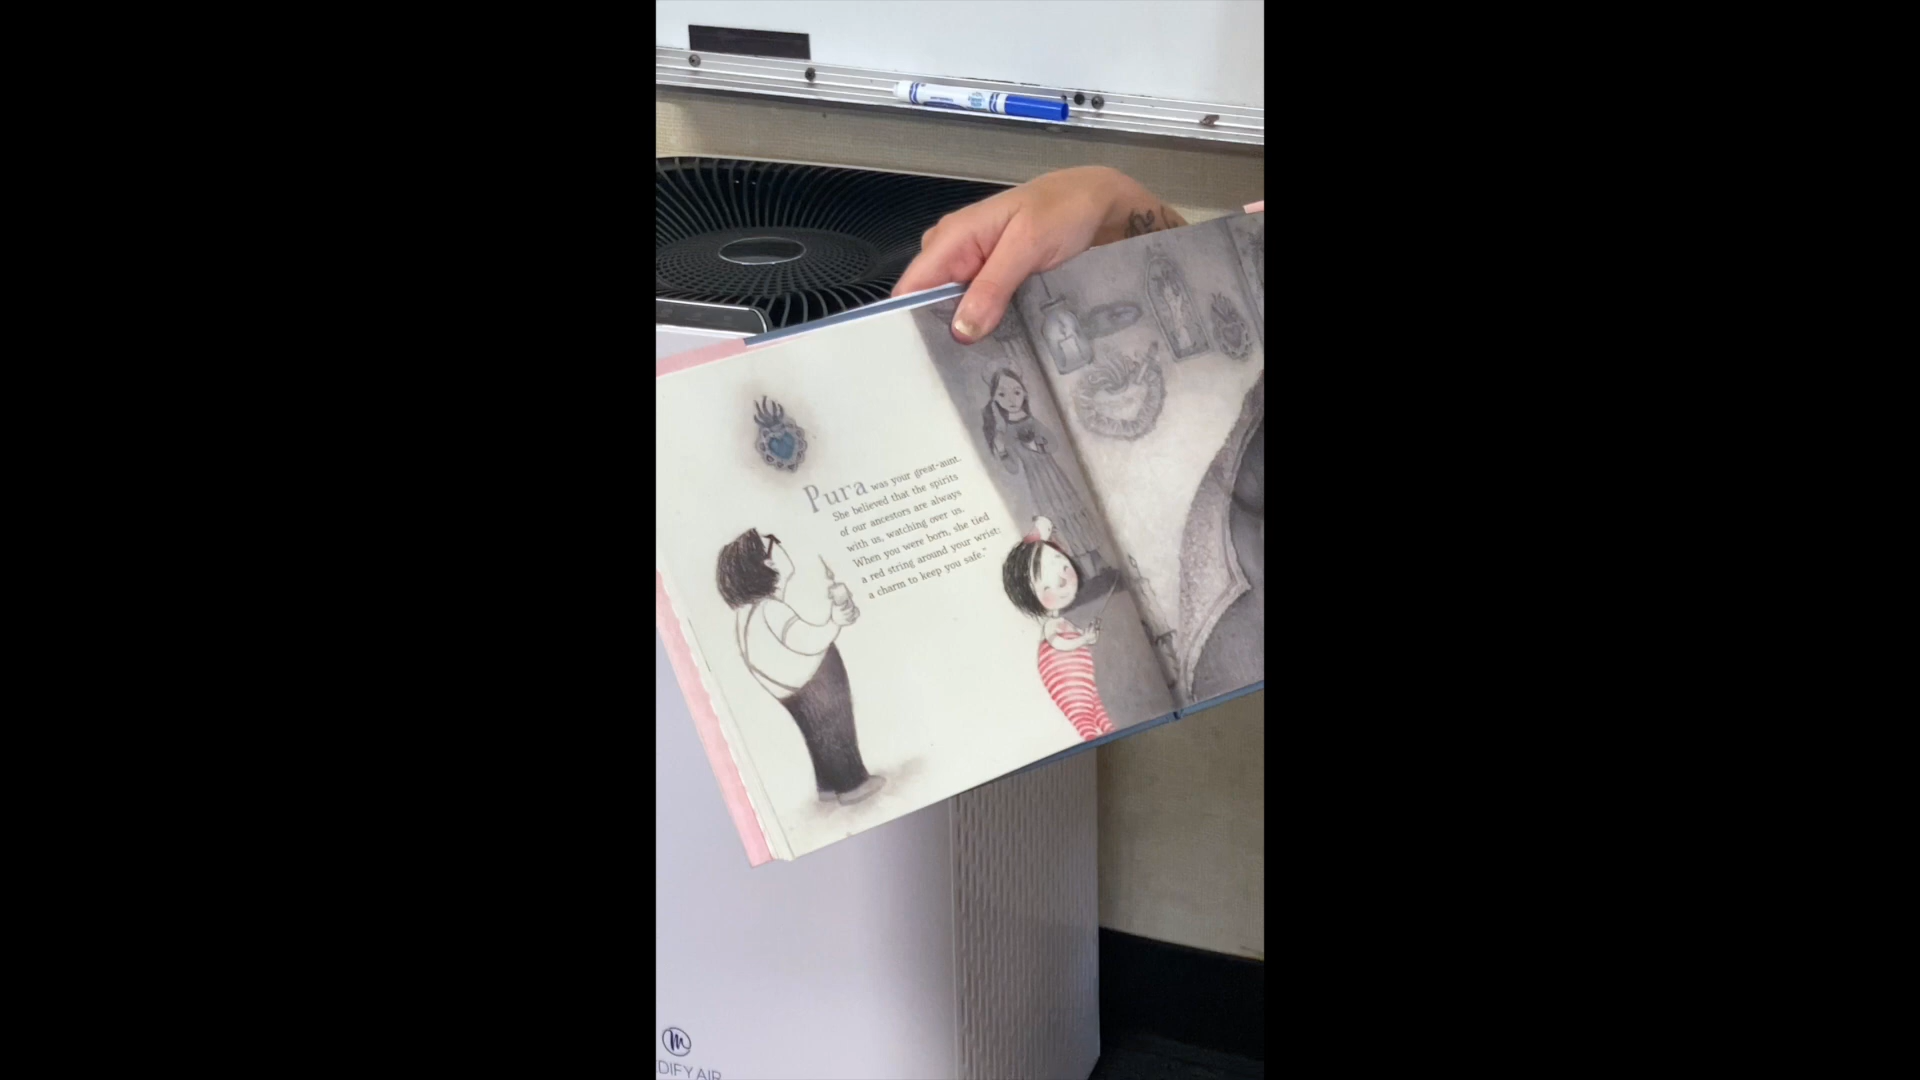 Pura was your great-aunt.
She believed that the spirits
of our ancestors are always
with us, watching over us.
When you were born, she tied
a red string around your wrist:
a charm to keep you safe."
DIFY AIR